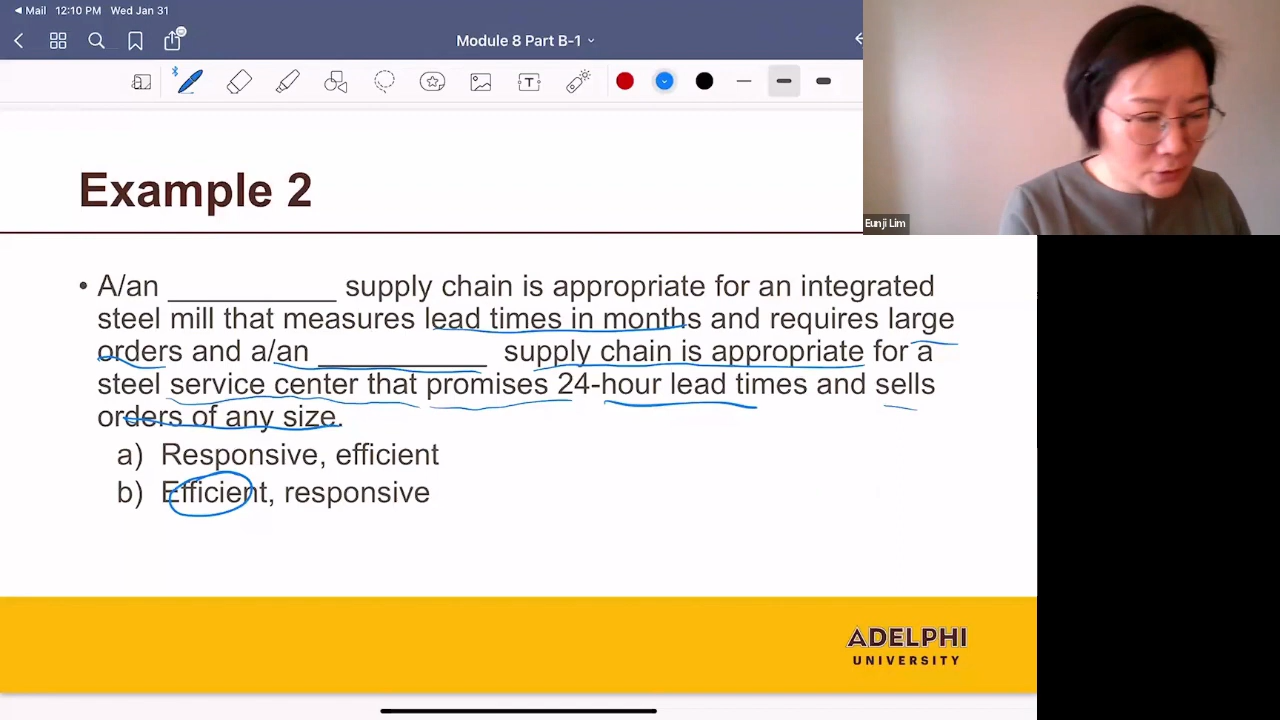 Mail 12:10 PM Wed Jan 31
Module 8 Part B-1
T
Eunji Lim
Example 2
• A/an __________ supply chain is appropriate for an integrated
steel mill that measures lead times in months and requires large
orders and a/an __________ supply chain is appropriate for a
steel service center that promises 24-hour lead times and sells
orders of any size.
a) Responsive, efficient
b) Efficient, responsive
ADELPHI
UNIVERSITY